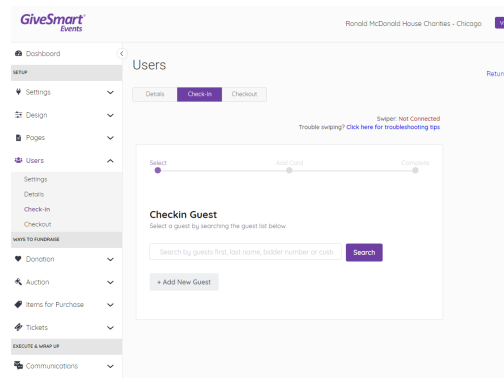 GiveSmart
Events
Ronald McDonald House Charities - Chicago
Dashboard
Users
SETUP
Return
Settings
Details
Check-In
Checkout
Design
Swiper: Not Connected
Trouble swiping? Click here for troubleshooting tips
Pages
Users
Select
Add Card
Complete
Settings
Details
Check-In
Checkout
Checkin Guest
Select a guest by searching the guest list below.
WAYS TO FUNDRAISE
Donation
Search by guests first, last name, bidder number or cust
Search
Auction
+ Add New Guest
Items for Purchase
Tickets
EXECUTE & WRAP UP
Communications